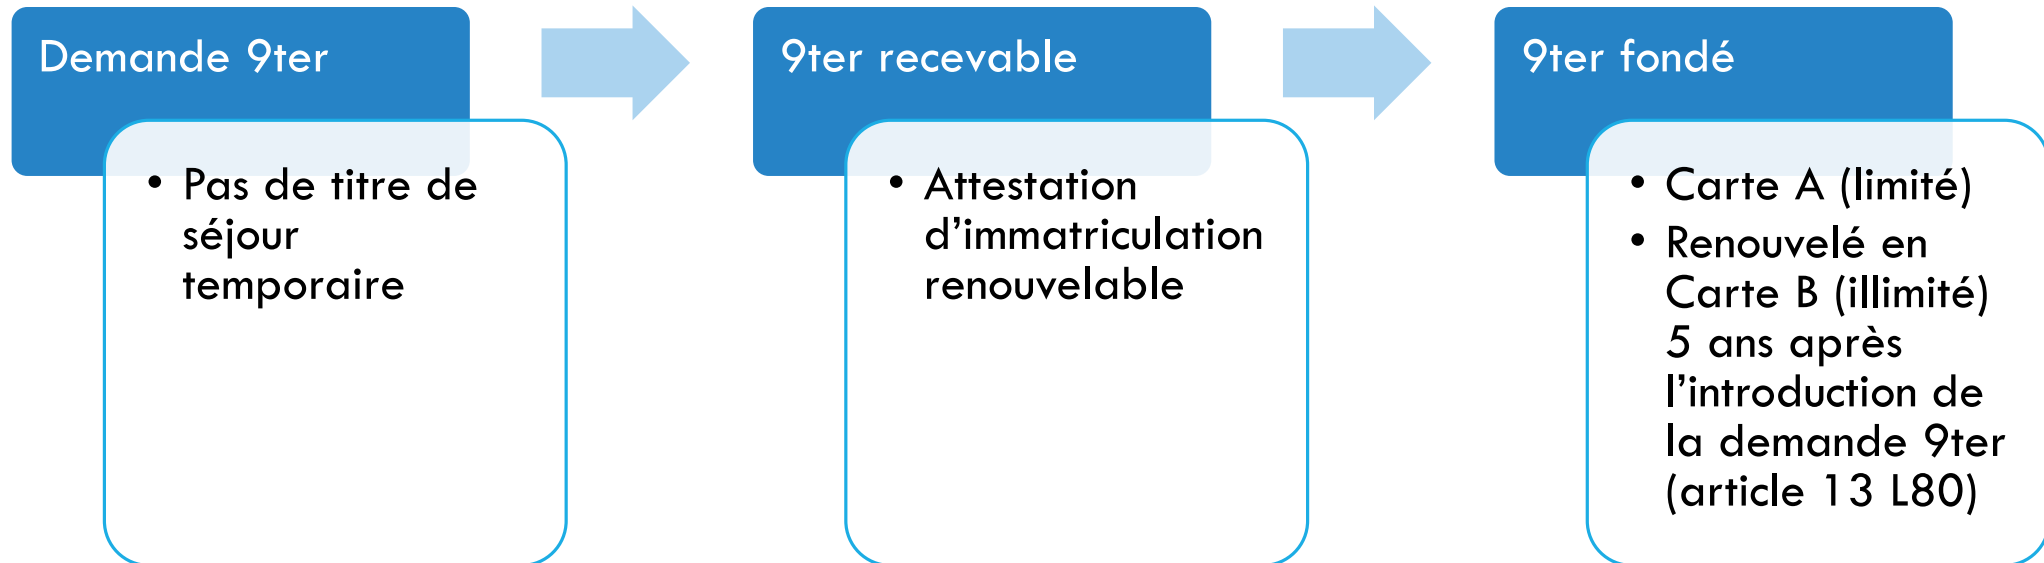 Demande 9ter
• Pas de titre de
séjour
temporaire
9ter recevable
• Attestation
d’immatriculation
renouvelable
9ter fondé
• Carte A (limité)
• Renouvelé en
Carte B (illimité)
5 ans après
l’introduction de
la demande 9ter
(article 13 L80)